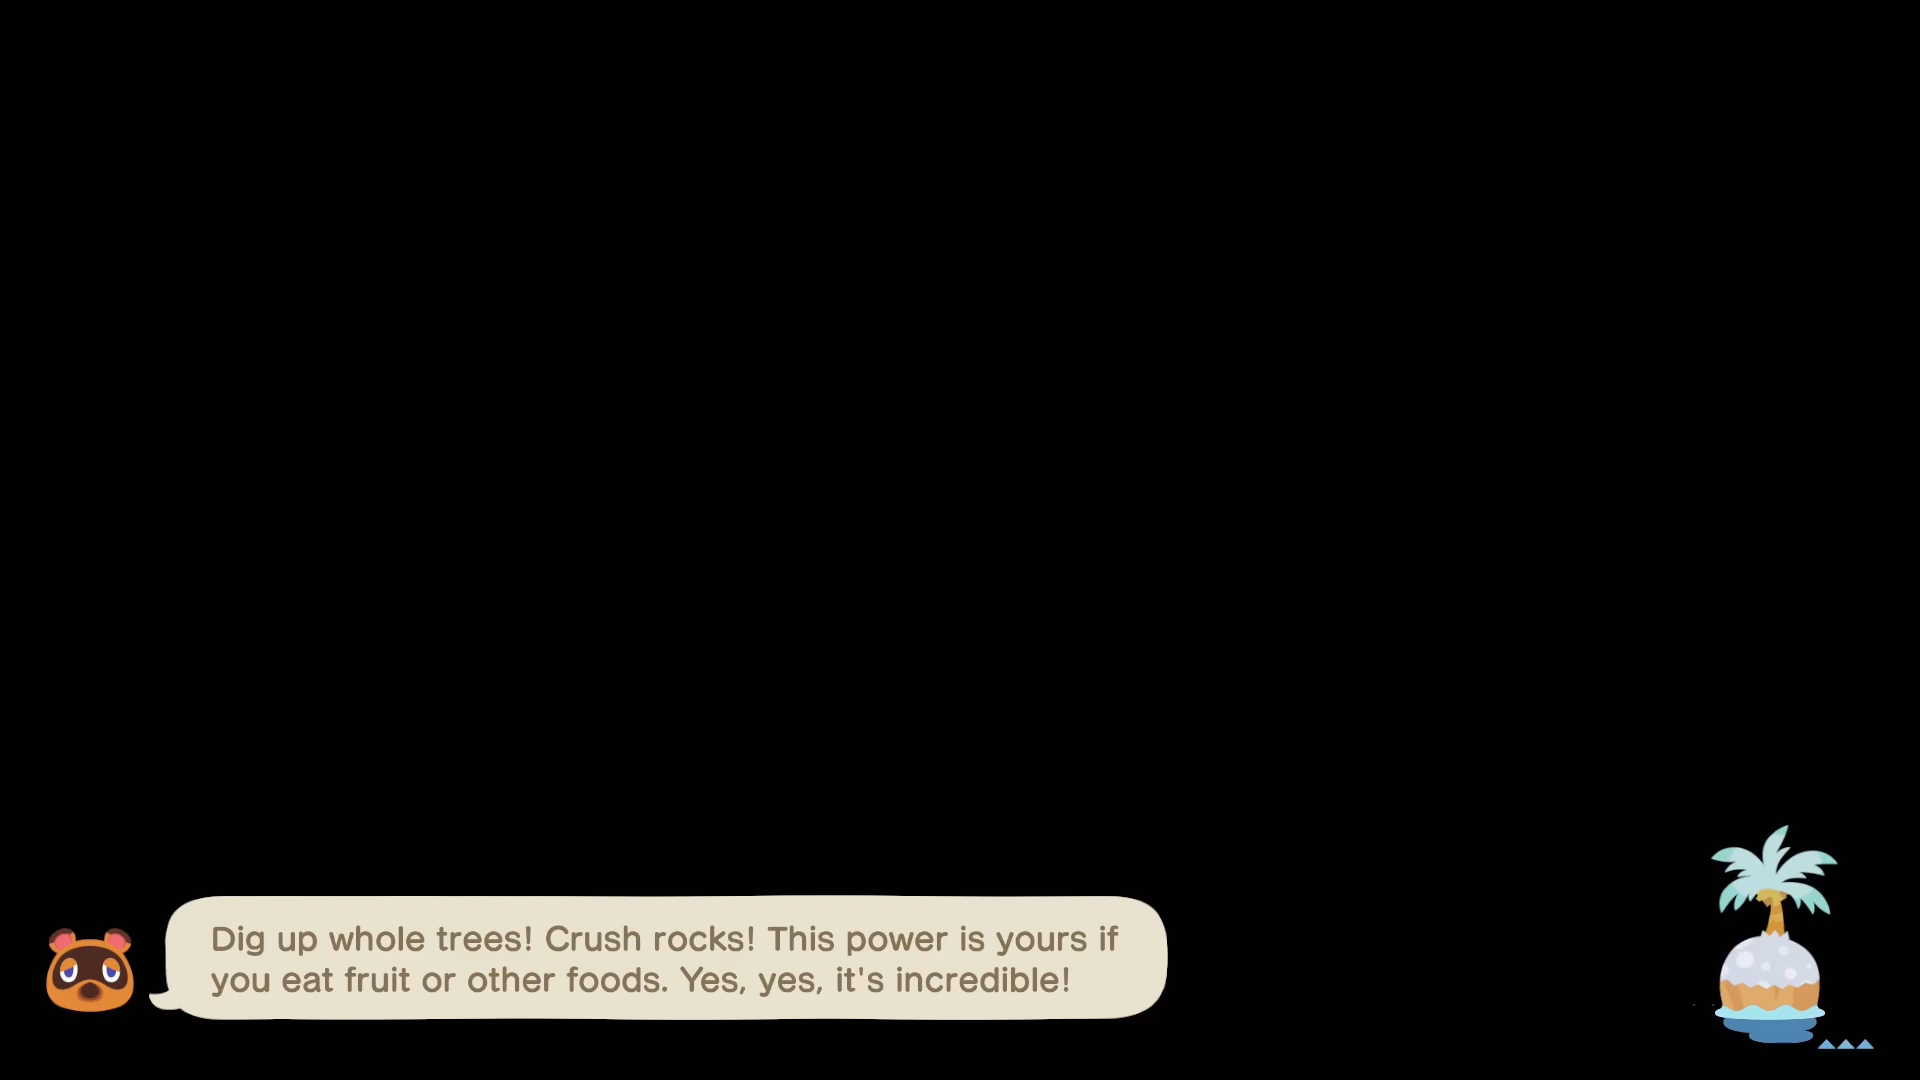 Dig up whole trees! Crush rocks! This power is yours if
you eat fruit or other foods. Yes, yes, it's incredible!